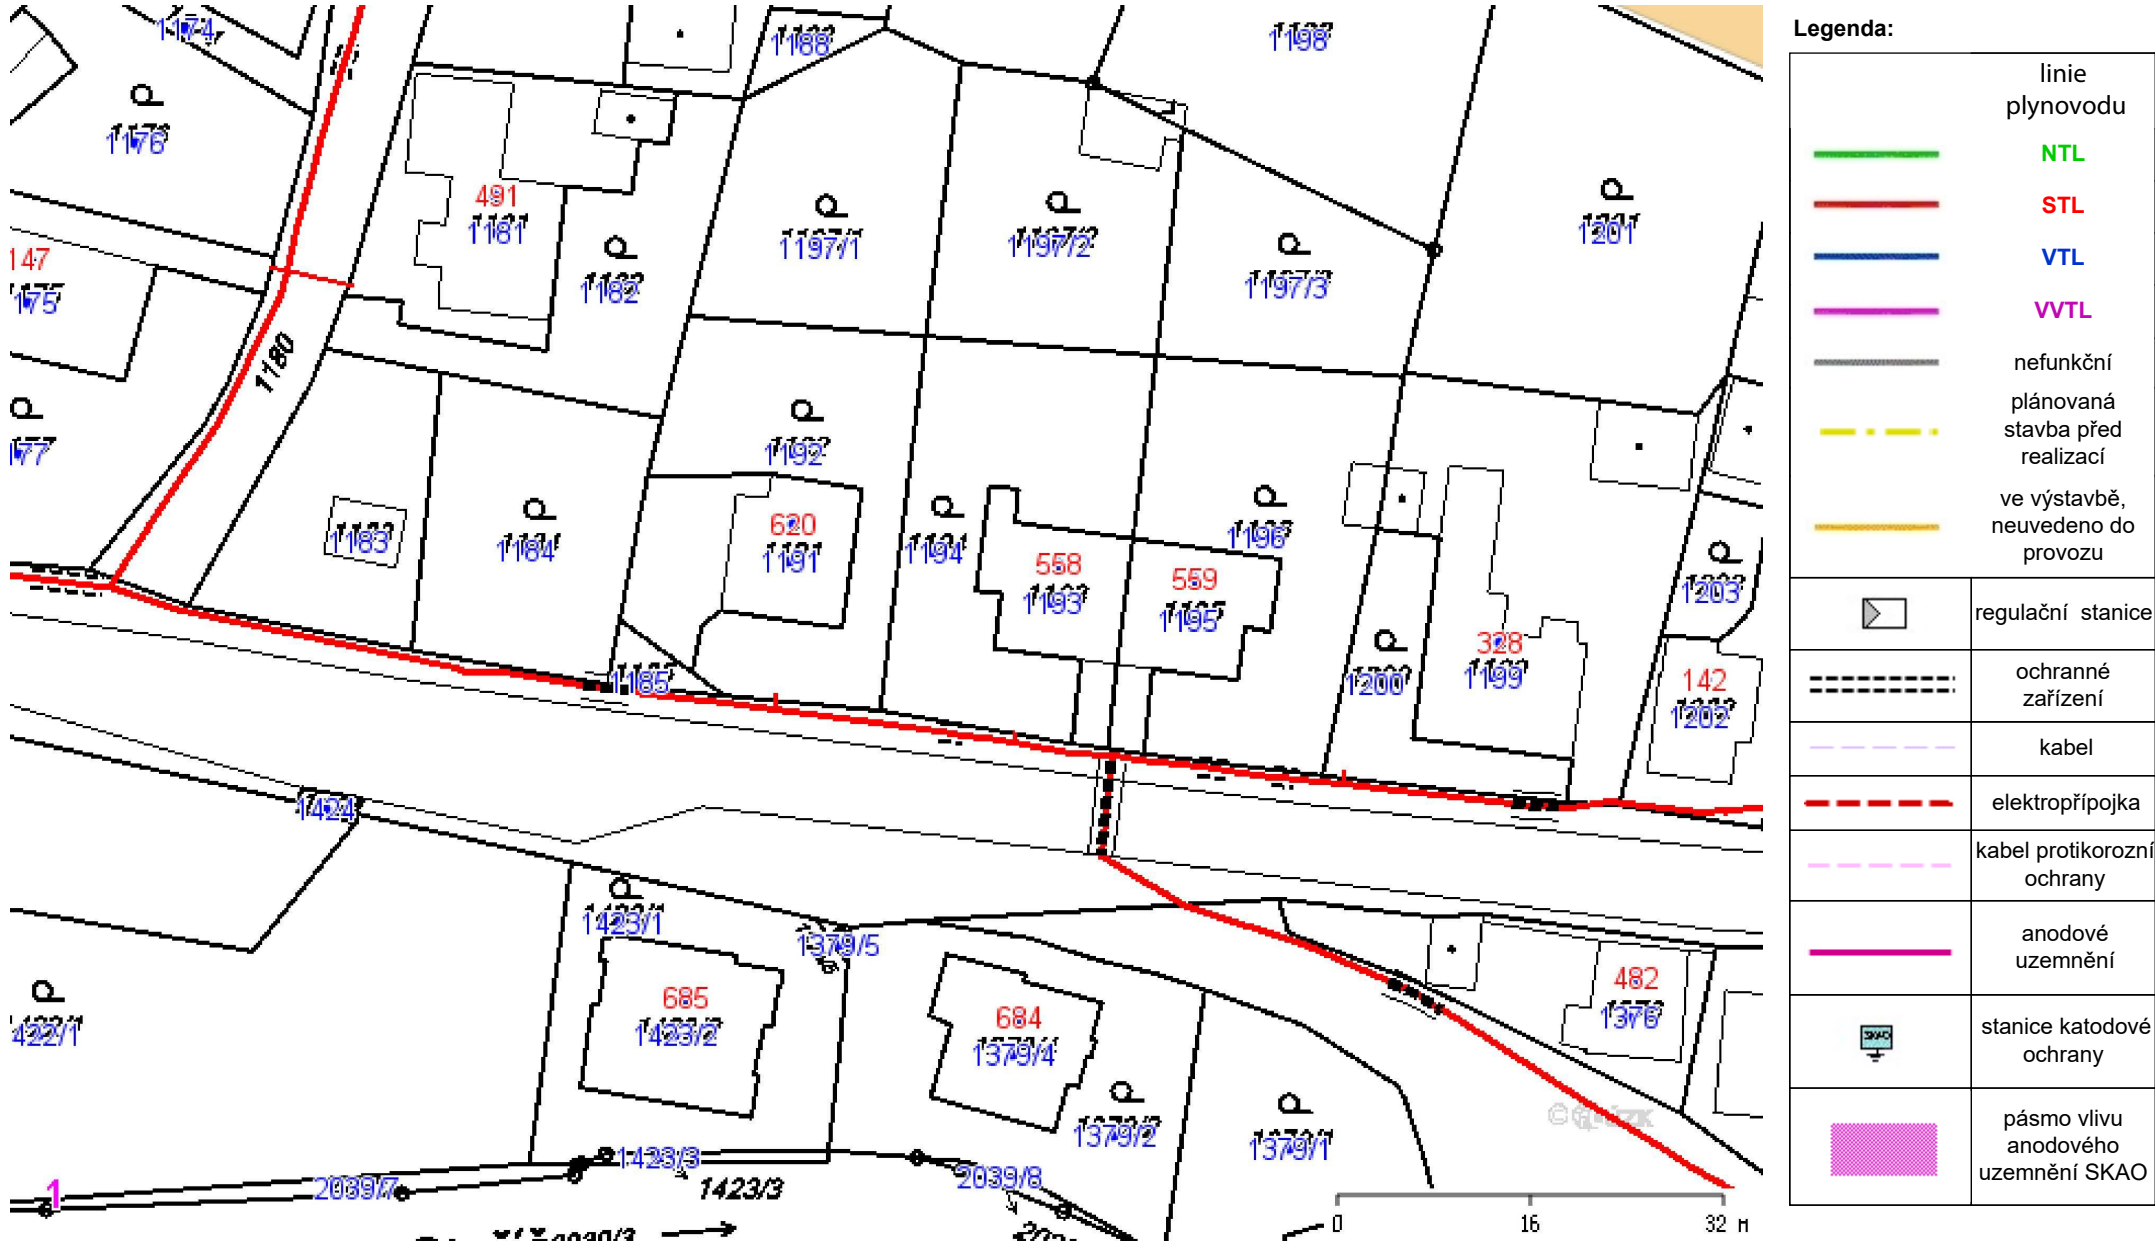 1174
1188
1198
1176
491
1181
1182
1197/1
1197/2
1197/3
1201
147
1180
1192
1183
1184
620
1191
1194
558
1193
559
1195
1196
1203
1185
1200
328
1199
142
1202
1424
1423/1
1379/5
685
1423/2
684
1379/4
482
1376
1379/2
1379/1
1423/3
1423/3
2039/7
2039/8
1
0 16 32 м
Legenda:
linie
plynovodu
NTL
STL
VTL
VVTL
nefunkční
plánovaná
stavba před
realizací
ve výstavbě,
neuvedeno do
provozu
regulační stanice
ochranné
zařízení
kabel
elektropřípojka
kabel protikorozní
ochrany
anodové
uzemnění
SKAO
stanice katodové
ochrany
pásmo vlivu
anodového
uzemnění SKAO